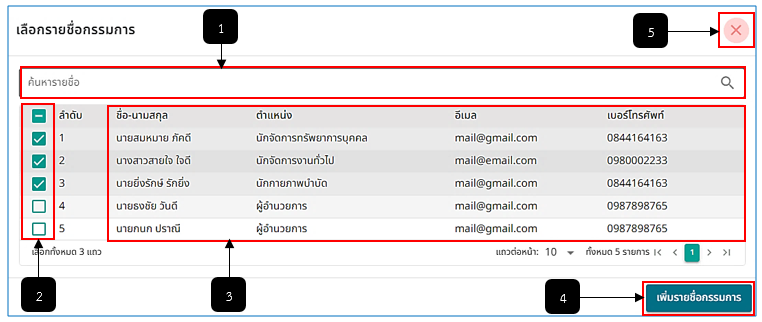 1
5
เลือกรายชื่อกรรมการ
ค้นหารายชื่อ
ลำดับ ชื่อ-นามสกุล ตำแหน่ง อีเมล เบอร์โทรศัพท์
1 นายสมหมาย ภักดี นักจัดการทรัพยาการบุคคล mail@gmail.com 0844164163
2 นางสาวสายใจ ใจดี นักจัดการงานทั่วไป mail@email.com 0980002233
3 นายยิ่งรักษ์ รักยิ่ง นักกายภาพบำบัด mail@gmail.com 0844164163
4 นายธงชัย วันดี ผู้อำนวยการ mail@gmail.com 0987898765
5 นายกนก ปราณี ผู้อำนวยการ mail@gmail.com 0987898765
เลือกทั้งหมด 3 แถว แถวต่อหน้า: 10 ทั้งหมด 5 รายการ 1
2
3
4
เพิ่มรายชื่อกรรมการ